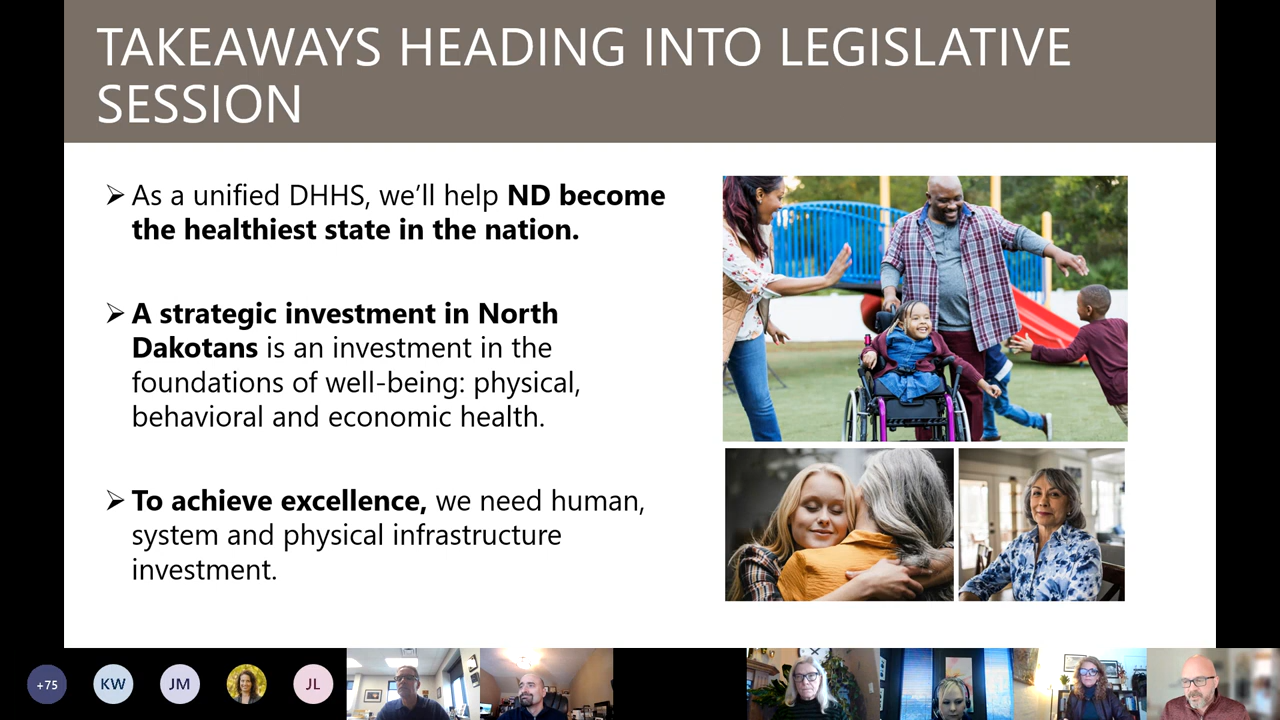 TAKEAWAYS HEADING INTO LEGISLATIVE
SESSION
⮚ As a unified DHHS, we’ll help ND become
the healthiest state in the nation.
⮚ A strategic investment in North
Dakotans is an investment in the
foundations of well-being: physical,
behavioral and economic health.
⮚ To achieve excellence, we need human,
system and physical infrastructure
investment.
+75 KW JM JL